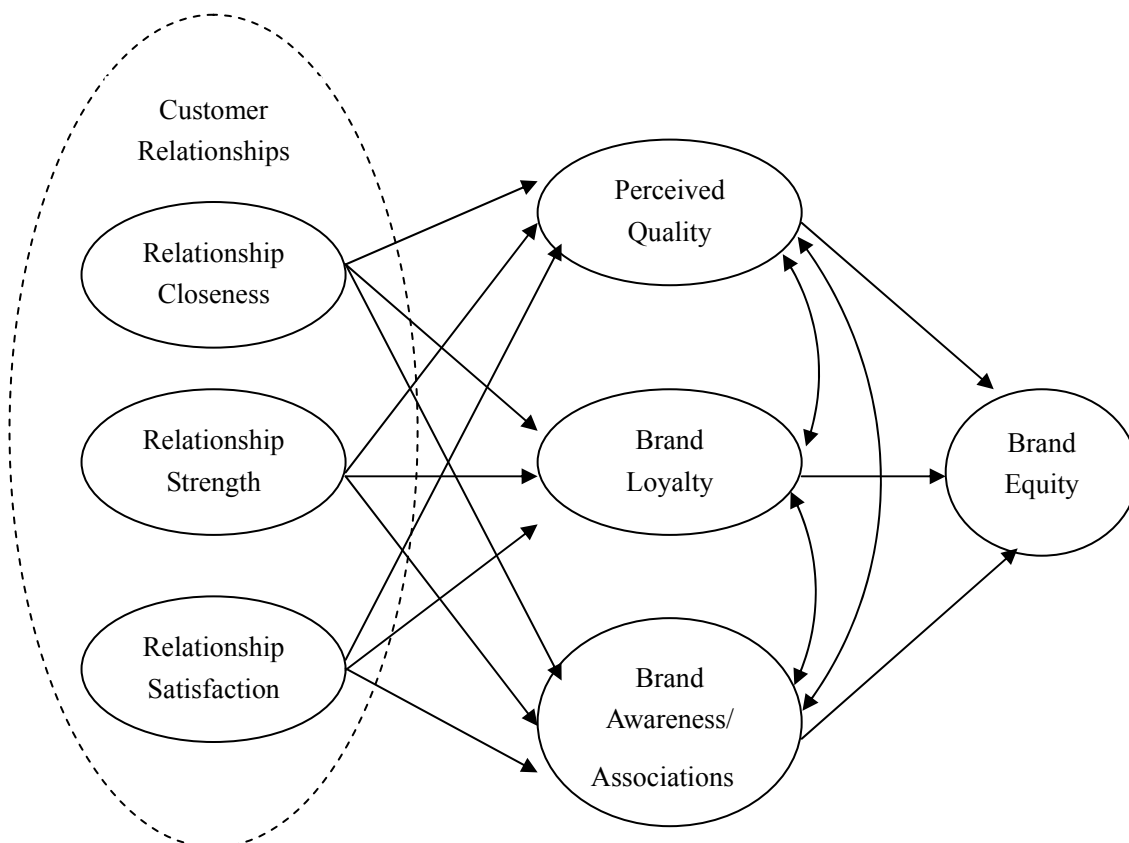 Customer
Relationships
Relationship
Closeness
Relationship
Strength
Relationship
Satisfaction
Perceived
Quality
Brand
Loyalty
Brand
Awareness/
Associations
Brand
Equity